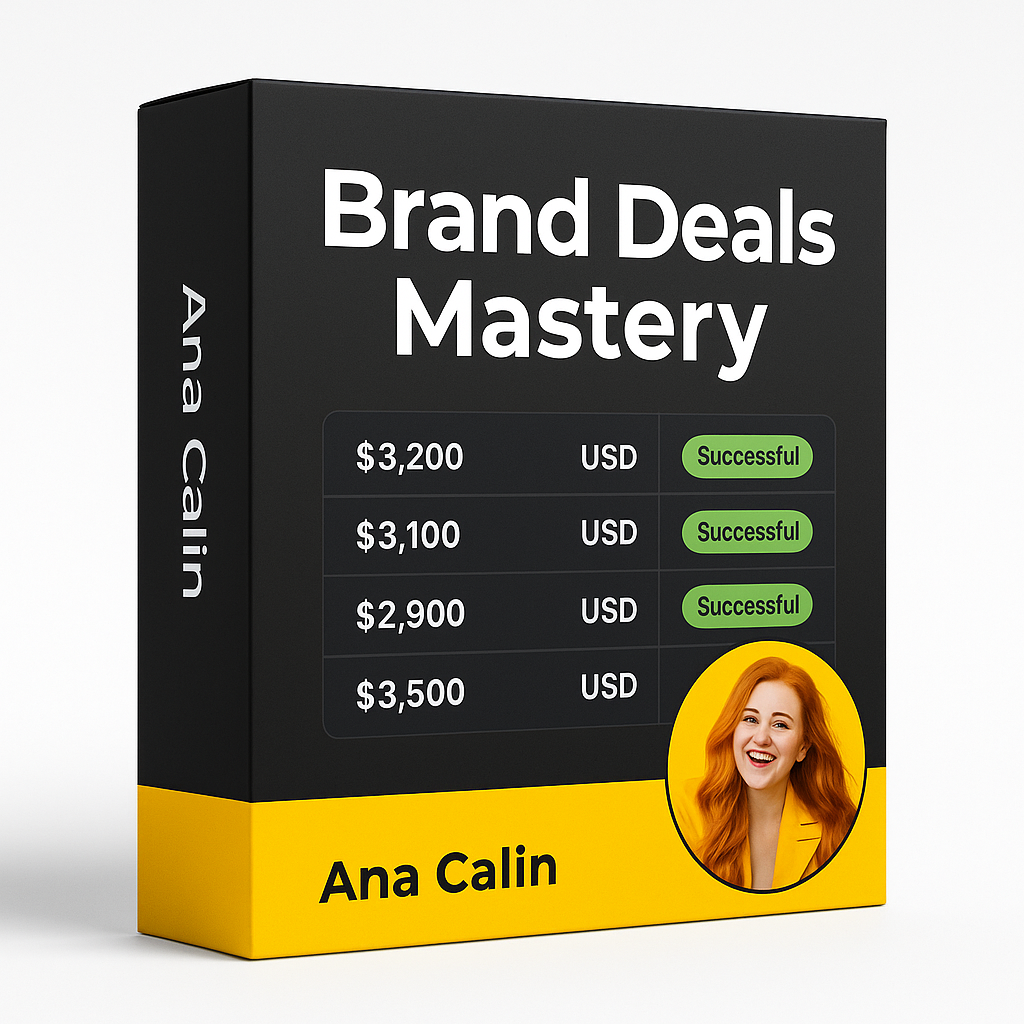 Brand Deals
Mastery
$3,200 USD Successful
$3,100 USD Successful
$2,900 USD Successful
$3,500 USD
Ana Calin
Ana Calin